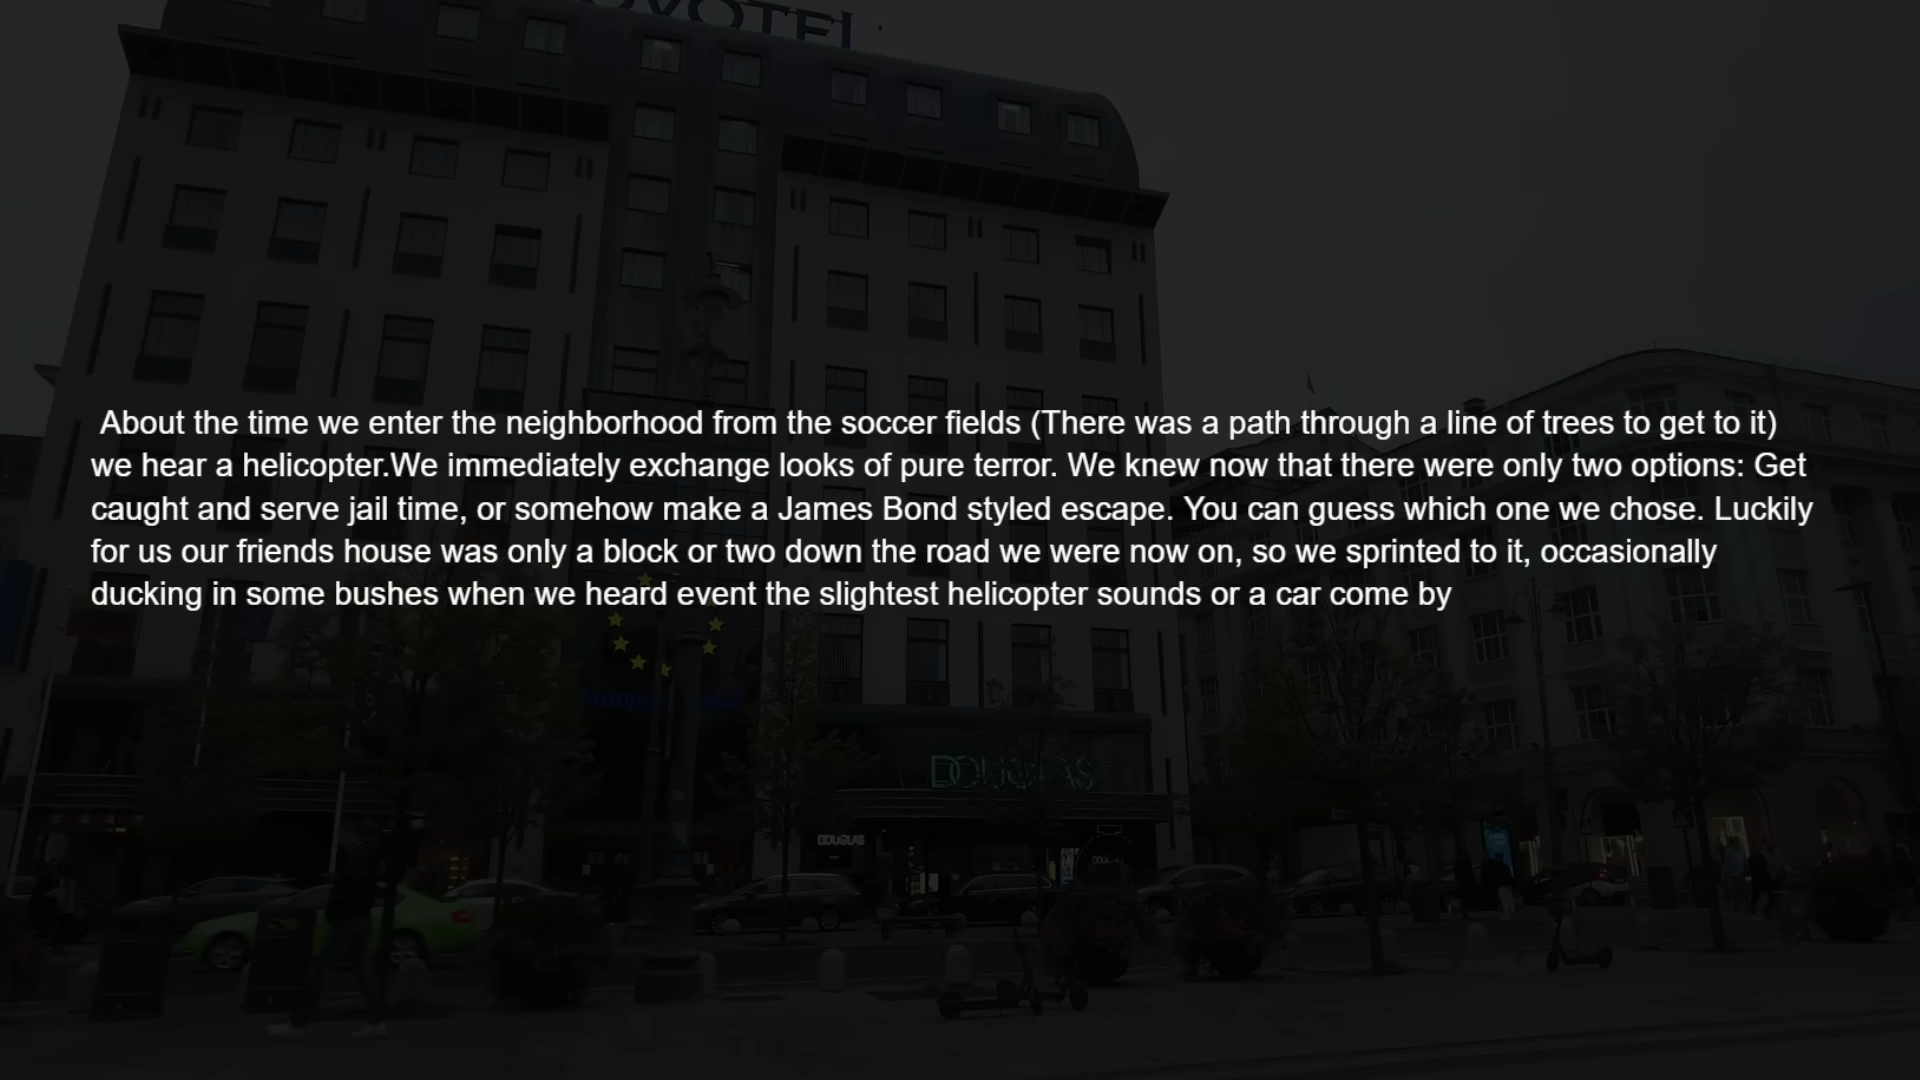 About the time we enter the neighborhood from the soccer fields (There was a path through a line of trees to get to it)
we hear a helicopter.We immediately exchange looks of pure terror. We knew now that there were only two options: Get
caught and serve jail time, or somehow make a James Bond styled escape. You can guess which one we chose. Luckily
for us our friends house was only a block or two down the road we were now on, so we sprinted to it, occasionally
ducking in some bushes when we heard event the slightest helicopter sounds or a car come by
DOUGLAS
DOUGLAS